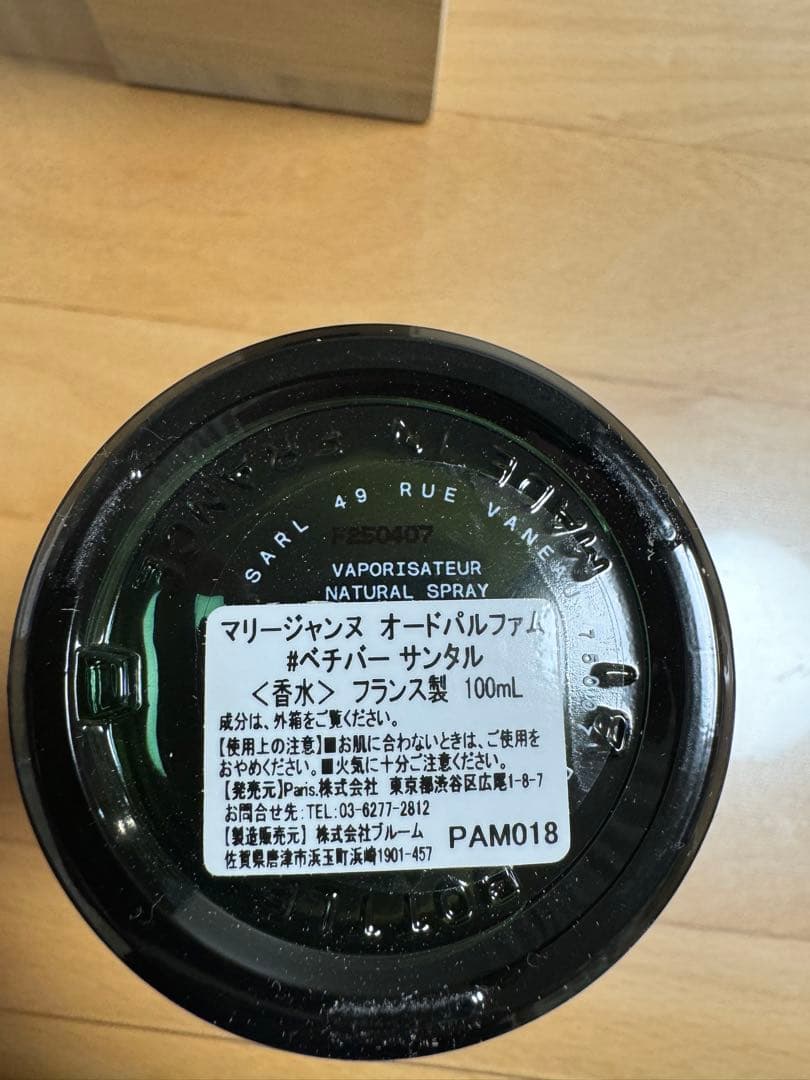 MADE IN FRANCE
SARL 49 RUE VANE
F250407
VAPORISATEUR
NATURAL SPRAY
750
マリージャンヌ オードパルファム
#ベチバー サンタル
〈香水〉 フランス製 100mL
成分は、外箱をご覧ください。
【使用上の注意】■お肌に合わないときは、ご使用を
おやめください。■火気に十分ご注意ください。
【発売元】Paris.株式会社 東京都渋谷区広尾1-8-7
お問合せ先:TEL:03-6277-2812
【製造販売元】 株式会社ブルーム PAM018
佐賀県唐津市浜玉町浜崎1901-457
BOTTLE